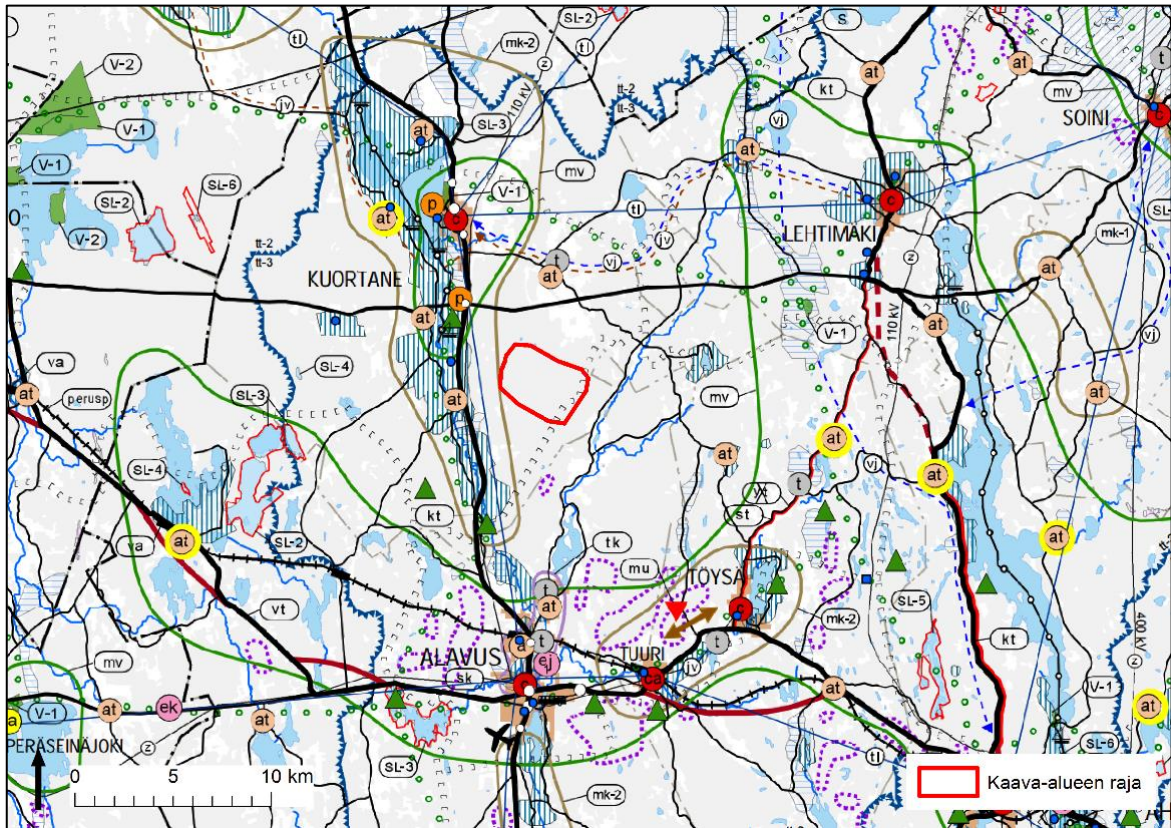 V-2
tl
SL-2
mk-2
z
S
at
kt
at
t
mv
V-1
jv
110 kV
tt-2
tt-3
vj
SOINI
c
at
SL-3
at
V-1
SL-2
SL-6
mv
V-1
p
c
at
tl
c
SL-
V-2
tt-2
tt-3
jv
vj
LEHTIMÄKI
z
mk-1
KUORTANE
t
at
at
p
at
V-1
110 kV
at
vj
va
at
SL-4
perusp
SL-3
at
mv
at
at
at
SL-4
vj
at
t
kt
st
va
at
SL-2
tk
mu
TÖYSÄ
at
t
at
c
SL-5
vt
mk-2
kt
400 kV
ALAVUS
a
t
TUURI
t
z
mv
ej
sk
ca
jv
at
V-1
at
ek
at
a
V-1
PERÄSEINÄJOKI
z
SL-3
tl
SL-6
0
5
10 km
mk-2
Kaava-alueen raja